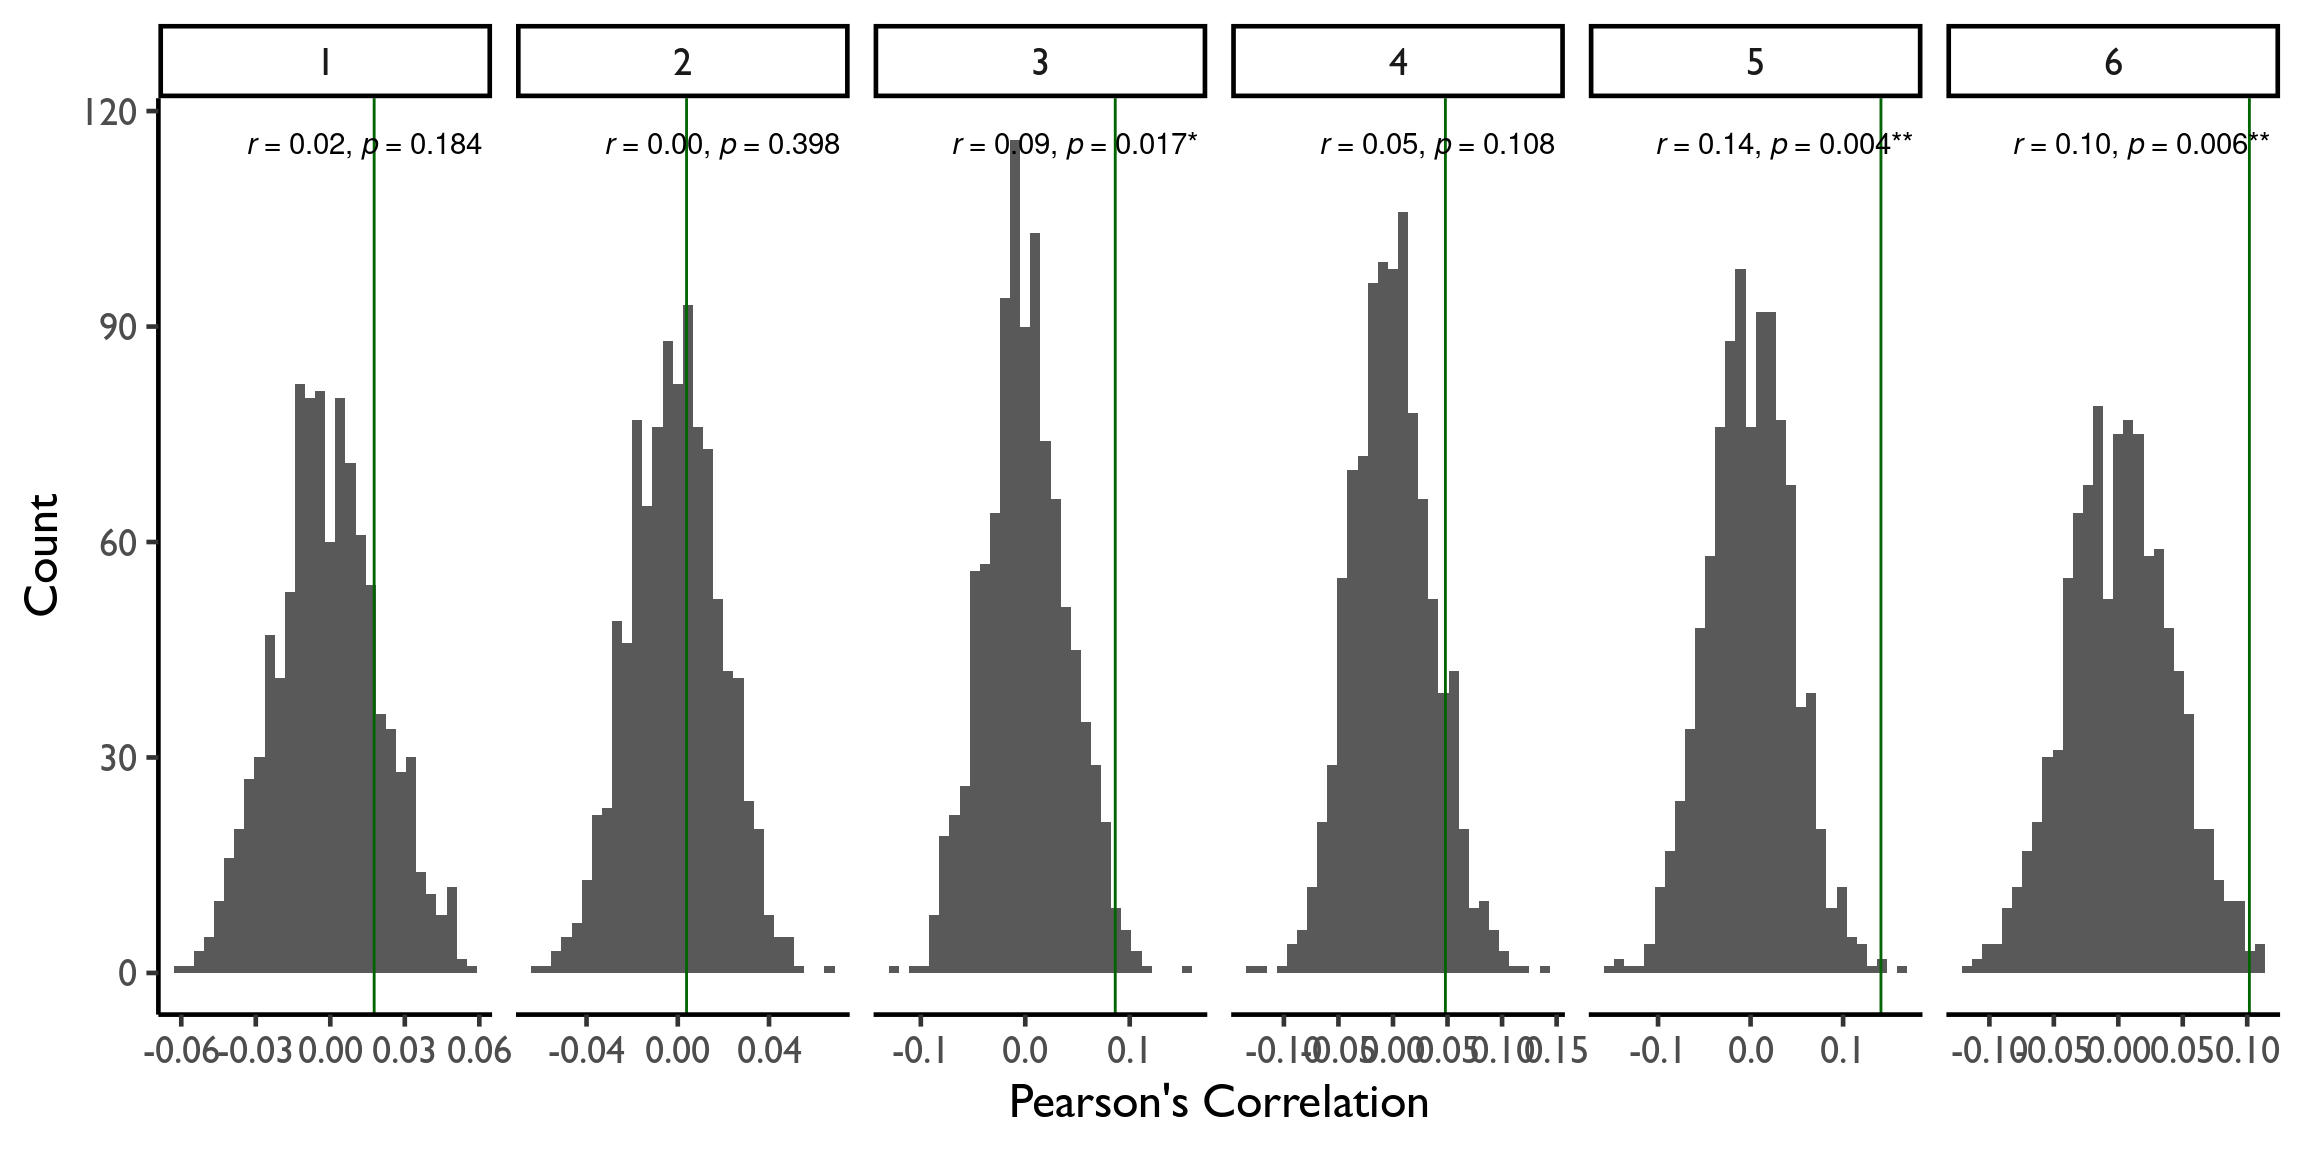 1 2 3 4 5 6
120
r = 0.02, p = 0.184 r = 0.00, p = 0.398 r = 0.09, p = 0.017* r = 0.05, p = 0.108 r = 0.14, p = 0.004** r = 0.10, p = 0.006**
90
60
30
0
Count
-0.06 -0.03 0.00 0.03 0.06 -0.04 0.00 0.04 -0.1 0.0 0.1 -0.10 -0.05 0.00 0.05 0.10 0.15 -0.1 0.0 0.1 -0.10 -0.05 0.00 0.05 0.10
Pearson's Correlation